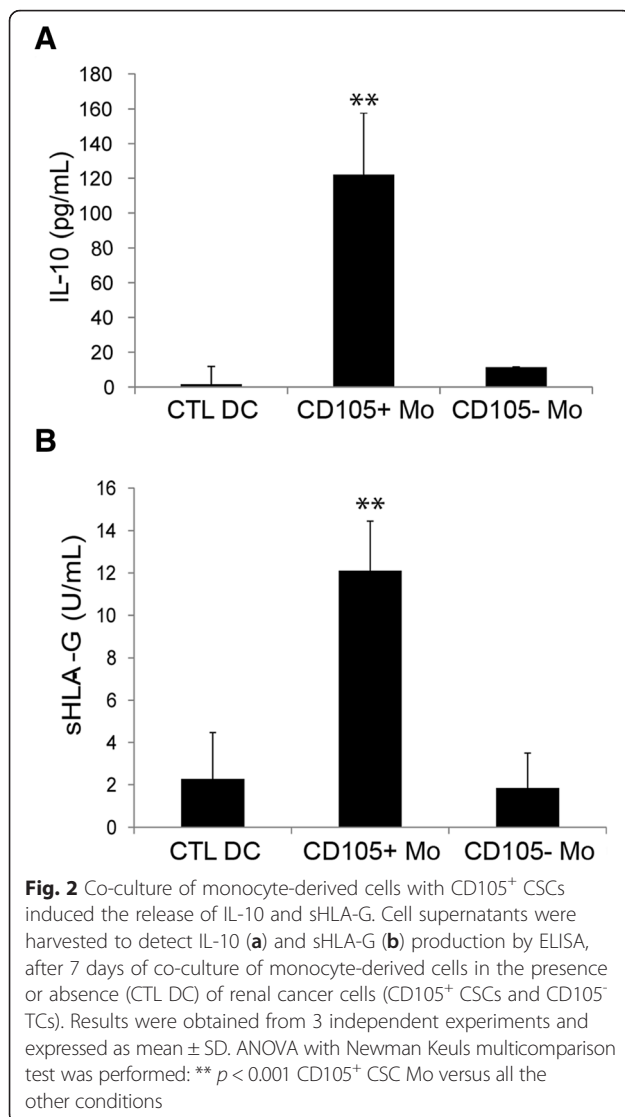 A
180
160
140
120
100
80
60
40
20
0
IL-10 (pg/mL)
**
CTL DC CD105+ Mo CD105- Mo
B
16
14
12
10
8
6
4
2
0
sHLA-G (U/mL)
**
CTL DC CD105+ Mo CD105- Mo
Fig. 2 Co-culture of monocyte-derived cells with CD105⁺ CSCs
induced the release of IL-10 and sHLA-G. Cell supernatants were
harvested to detect IL-10 (a) and sHLA-G (b) production by ELISA,
after 7 days of co-culture of monocyte-derived cells in the presence
or absence (CTL DC) of renal cancer cells (CD105⁺ CSCs and CD105⁻
TCs). Results were obtained from 3 independent experiments and
expressed as mean ± SD. ANOVA with Newman Keuls multicomparison
test was performed: ** p < 0.001 CD105⁺ CSC Mo versus all the
other conditions